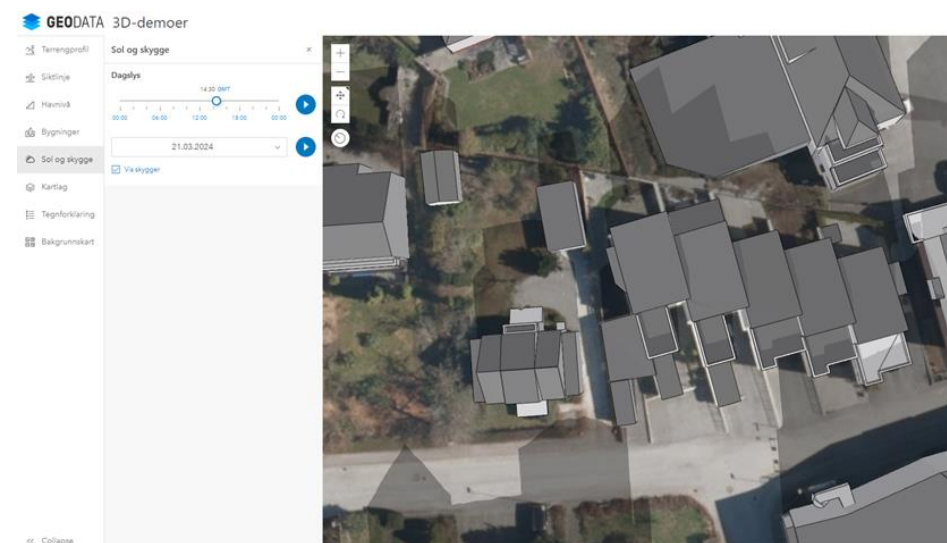 GEODATA 3D-demoer
Terrengprofil
Siktlinje
Havnivå
Bygninger
Sol og skygge
Kartlag
Tegnforklaring
Bakgrunnskart
Collapse
Sol og skygge ×
Dagslys
14:30 GMT
00:00 06:00 12:00 18:00 00:00
21.03.2024
Vis skygger